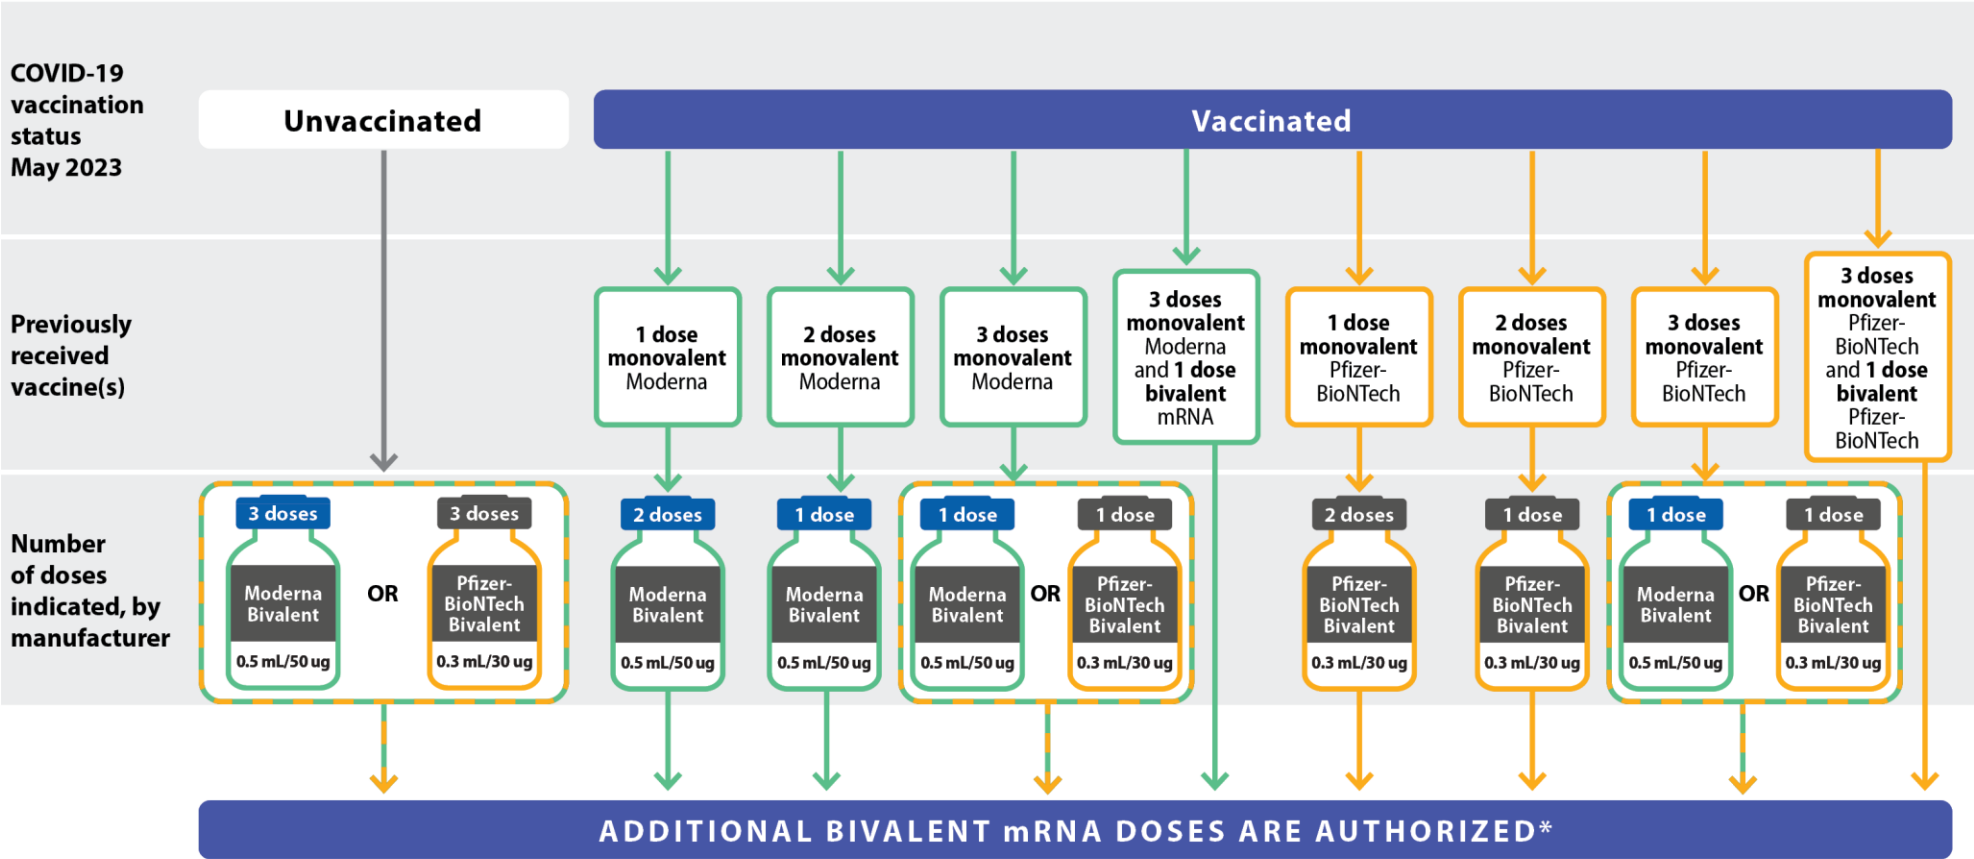 COVID-19
vaccination
status
May 2023
Unvaccinated
Vaccinated
Previously
received
vaccine(s)
1 dose
monovalent
Moderna
2 doses
monovalent
Moderna
3 doses
monovalent
Moderna
3 doses
monovalent
Moderna
and 1 dose
bivalent
mRNA
1 dose
monovalent
Pfizer-
BioNTech
2 doses
monovalent
Pfizer-
BioNTech
3 doses
monovalent
Pfizer-
BioNTech
3 doses
monovalent
Pfizer-
BioNTech
and 1 dose
bivalent
Pfizer-
BioNTech
Number
of doses
indicated, by
manufacturer
3 doses
Moderna
Bivalent
0.5 mL/50 ug
OR
3 doses
Pfizer-
BioNTech
Bivalent
0.3 mL/30 ug
2 doses
Moderna
Bivalent
0.5 mL/50 ug
1 dose
Moderna
Bivalent
0.5 mL/50 ug
1 dose
Moderna
Bivalent
0.5 mL/50 ug
OR
1 dose
Pfizer-
BioNTech
Bivalent
0.3 mL/30 ug
2 doses
Pfizer-
BioNTech
Bivalent
0.3 mL/30 ug
1 dose
Pfizer-
BioNTech
Bivalent
0.3 mL/30 ug
1 dose
Moderna
Bivalent
0.5 mL/50 ug
OR
1 dose
Pfizer-
BioNTech
Bivalent
0.3 mL/30 ug
ADDITIONAL BIVALENT mRNA DOSES ARE AUTHORIZED*